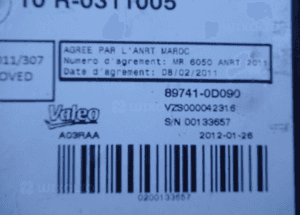 10 R-0311005
011/307
OVED
AGREE PAR L'ANRT MAROC
Numero d'agrement: MR 6050 ANRT 2011
Date d'agrement: 08/02/2011
89741-0D090
VZS000042316
Valeo
S/N 00133657
A03RAA
2012-01-26
0200133657